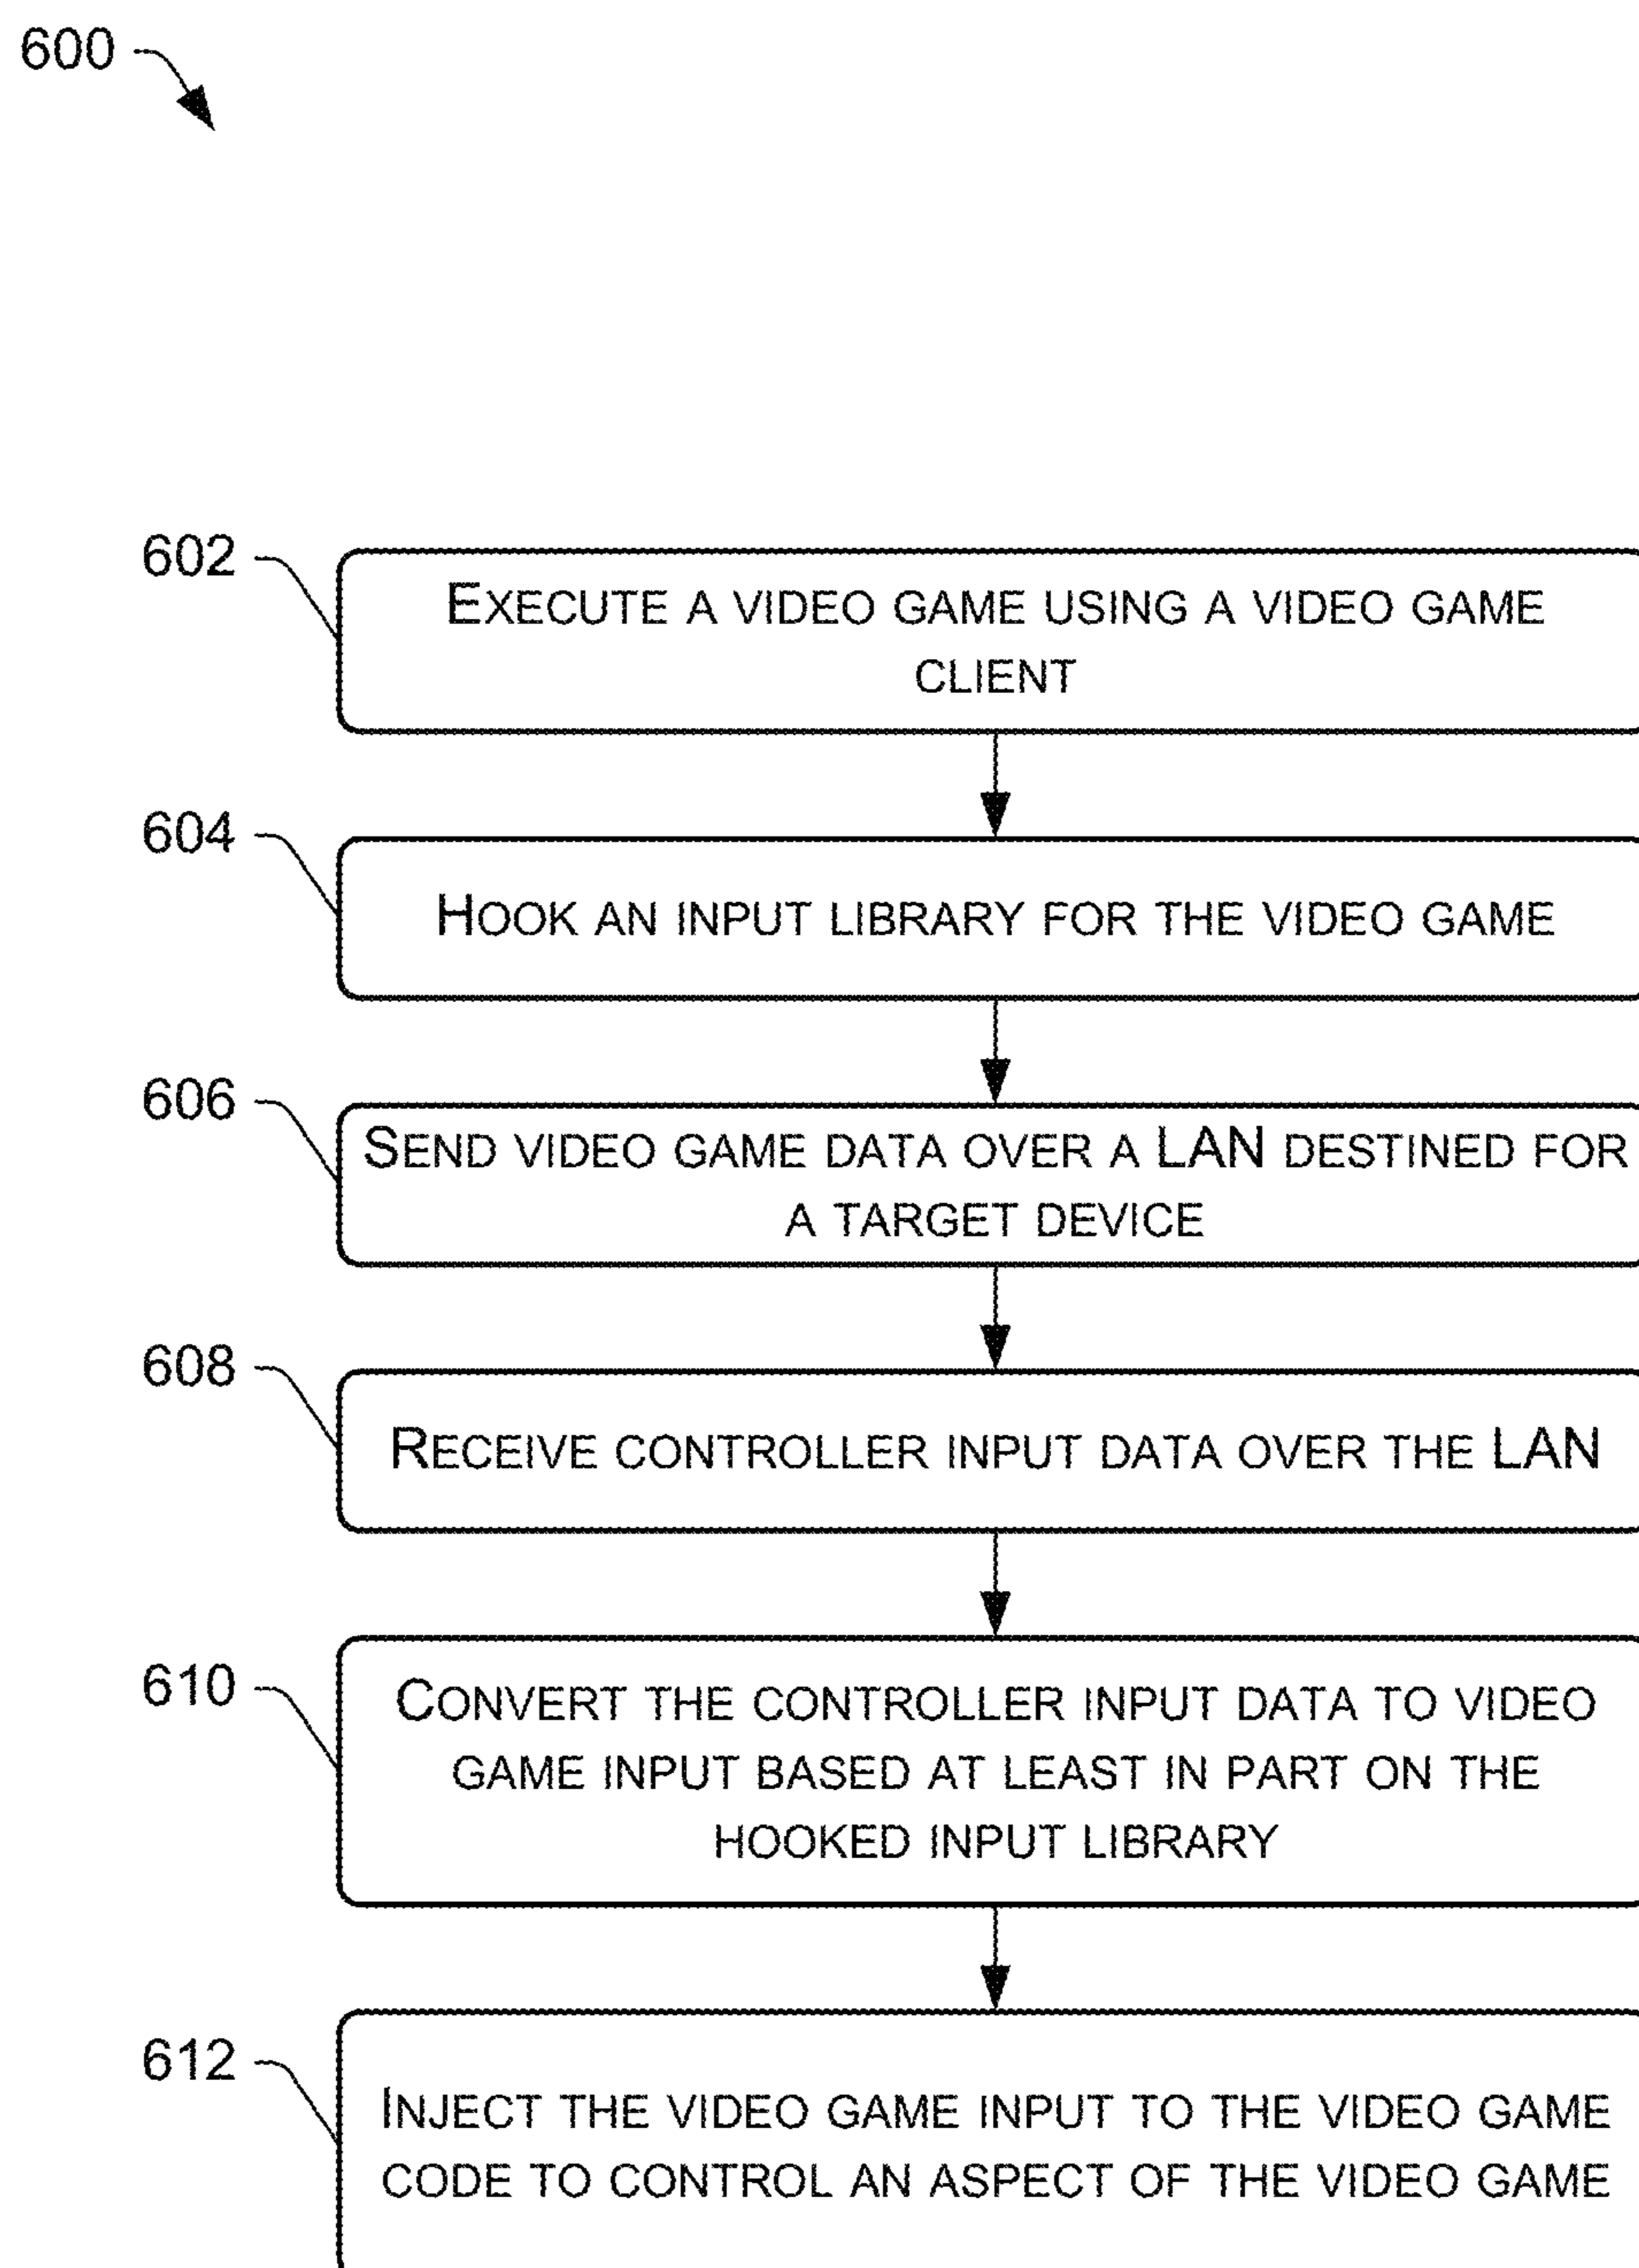 600
602
EXECUTE A VIDEO GAME USING A VIDEO GAME
CLIENT
604
HOOK AN INPUT LIBRARY FOR THE VIDEO GAME
606
SEND VIDEO GAME DATA OVER A LAN DESTINED FOR
A TARGET DEVICE
608
RECEIVE CONTROLLER INPUT DATA OVER THE LAN
610
CONVERT THE CONTROLLER INPUT DATA TO VIDEO
GAME INPUT BASED AT LEAST IN PART ON THE
HOOKED INPUT LIBRARY
612
INJECT THE VIDEO GAME INPUT TO THE VIDEO GAME
CODE TO CONTROL AN ASPECT OF THE VIDEO GAME